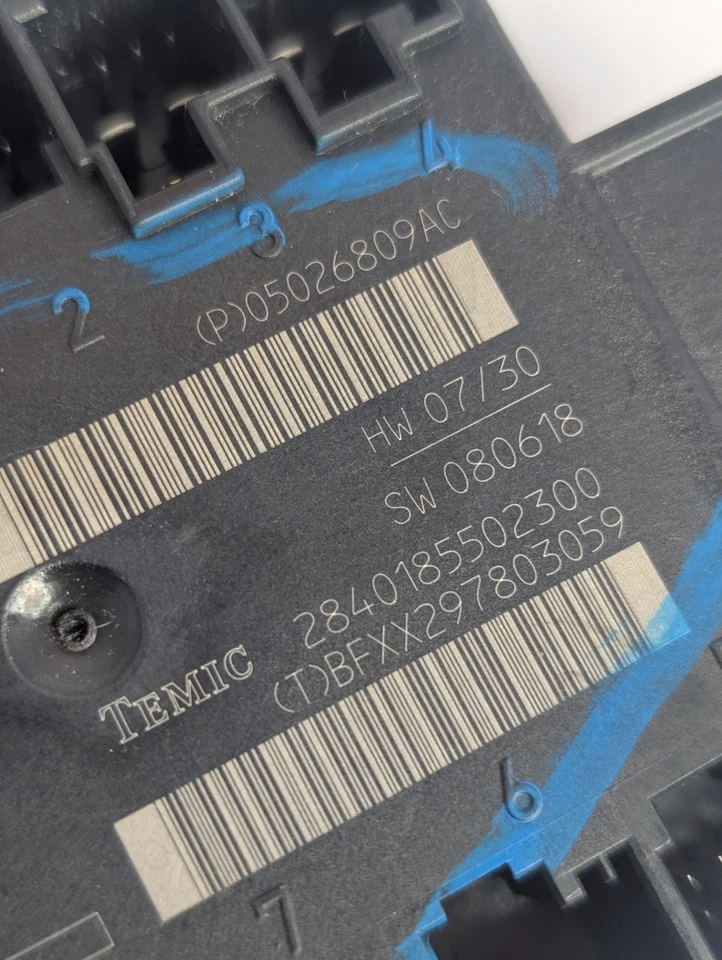 4
3
2
(P)05026809AC
HW 07/30
SW 080618
2840185502300
(T)BFXX297803059
TEMIC
6
7